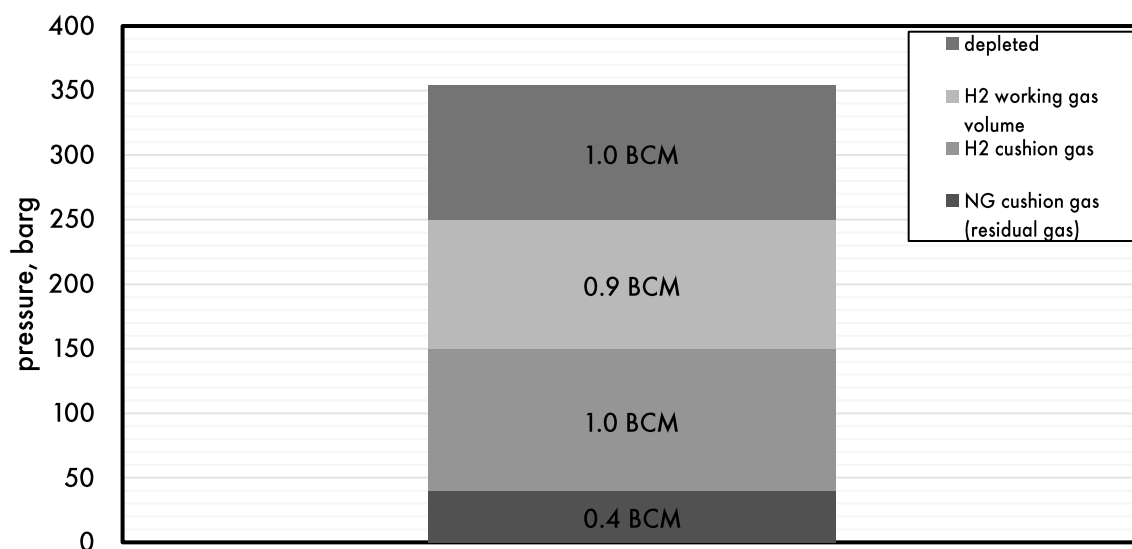 400
350
300
250
200
150
100
50
0
pressure, barg
1.0 BCM
0.9 BCM
1.0 BCM
0.4 BCM
depleted
H2 working gas
volume
H2 cushion gas
NG cushion gas
(residual gas)